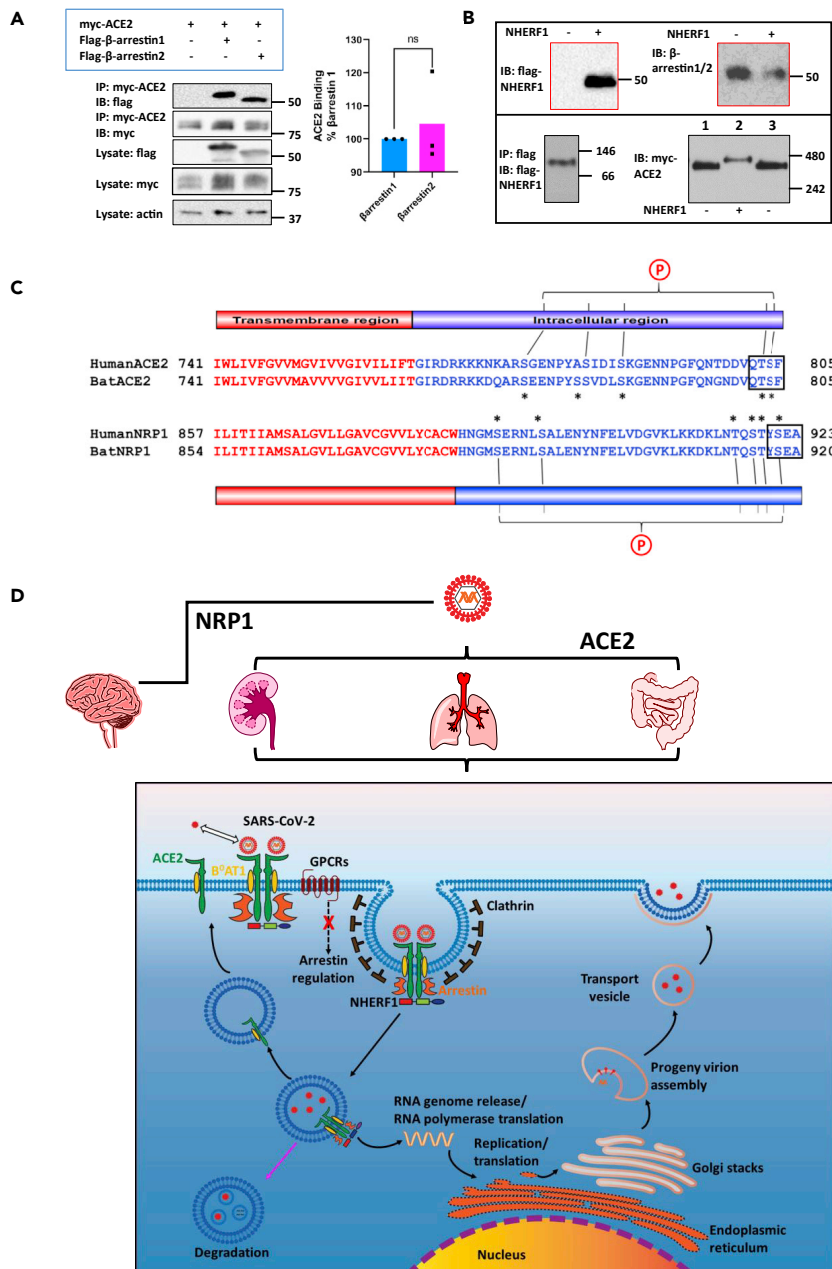 A
myc-ACE2 + + +
Flag-β-arrestin1 - + -
Flag-β-arrestin2 - - +
IP: myc-ACE2
IB: flag
50
IP: myc-ACE2
IB: myc
75
Lysate: flag
50
Lysate: myc
75
Lysate: actin
37
ns
ACE2 Binding
% βarrestin 1
130
120
110
100
90
βarrestin1
βarrestin2
B
NHERF1 - +
IB: flag-
NHERF1
50
NHERF1 - +
IB: β-
arrestin1/2
50
IP: flag
IB: flag-
NHERF1
146
66
1 2 3
IB: myc-
ACE2
480
242
NHERF1 - + -
C
P
Transmembrane region Intracellular region
HumanACE2 741 IWLIVFGVVMGVIVVGIVILIFTGIRDRKKKNKARSGENPYASIDISKGENNPGFQNTDDVQTSF 805
BatACE2 741 IWLIVFGVVMAVVVVGIVVLIITGIRDRKKKDQARSEENPYSSVDLSKGENNPGFQNGDDVQTSF 805
* * * * *
* * * * * *
HumanNRP1 857 ILITIIAMSALGVLLGAVCGVVLYCACWHNGMSERNLSALENYNFELVDGVKLKKDKLNTQSTYSEA 923
BatNRP1 854 ILITIIAMSALGVLLGAVCGVVLYCACWHNGMSERNLSALENYNFELVDGVKLKKDKLNTQSTYSEA 920
P
D
NRP1
ACE2
SARS-CoV-2
ACE2
B⁰AT1
GPCRs
X
Arrestin
regulation
Clathrin
Arrestin
NHERF1
Transport
vesicle
Progeny virion
assembly
RNA genome release/
RNA polymerase translation
Replication/
translation
Golgi stacks
Endoplasmic
reticulum
Degradation
Nucleus